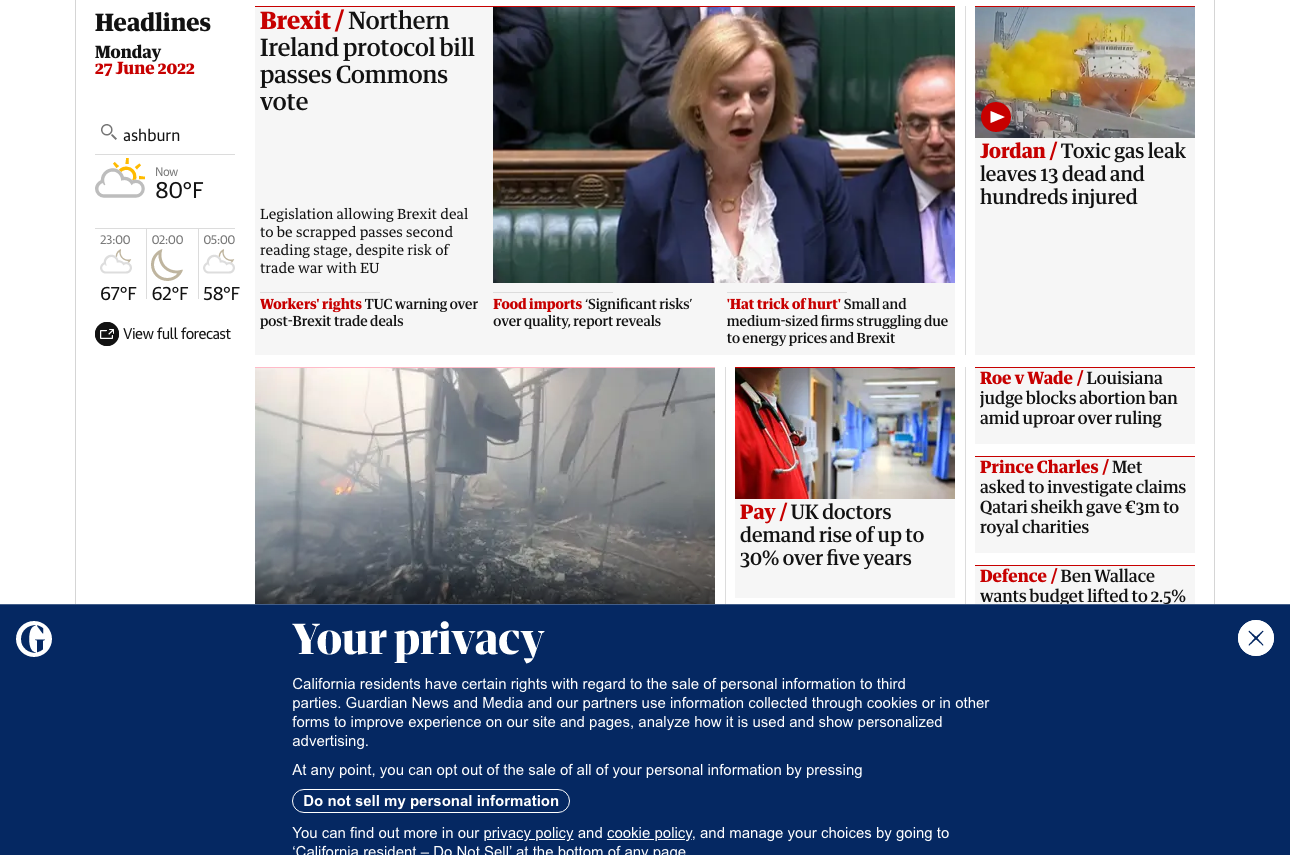 Headlines
Monday
27 June 2022
ashburn
Now
80°F
23:00
67°F
02:00
62°F
05:00
58°F
View full forecast
Brexit / Northern
Ireland protocol bill
passes Commons
vote
Legislation allowing Brexit deal
to be scrapped passes second
reading stage, despite risk of
trade war with EU
Workers' rights TUC warning over
post-Brexit trade deals
Food imports ‘Significant risks’
over quality, report reveals
'Hat trick of hurt' Small and
medium-sized firms struggling due
to energy prices and Brexit
Jordan / Toxic gas leak
leaves 13 dead and
hundreds injured
Pay / UK doctors
demand rise of up to
30% over five years
Roe v Wade / Louisiana
judge blocks abortion ban
amid uproar over ruling
Prince Charles / Met
asked to investigate claims
Qatari sheikh gave €3m to
royal charities
Defence / Ben Wallace
wants budget lifted to 2.5%
G
Your privacy
California residents have certain rights with regard to the sale of personal information to third
parties. Guardian News and Media and our partners use information collected through cookies or in other
forms to improve experience on our site and pages, analyze how it is used and show personalized
advertising.
At any point, you can opt out of the sale of all of your personal information by pressing
Do not sell my personal information
You can find out more in our privacy policy and cookie policy, and manage your choices by going to
‘California resident – Do Not Sell’ at the bottom of any page.